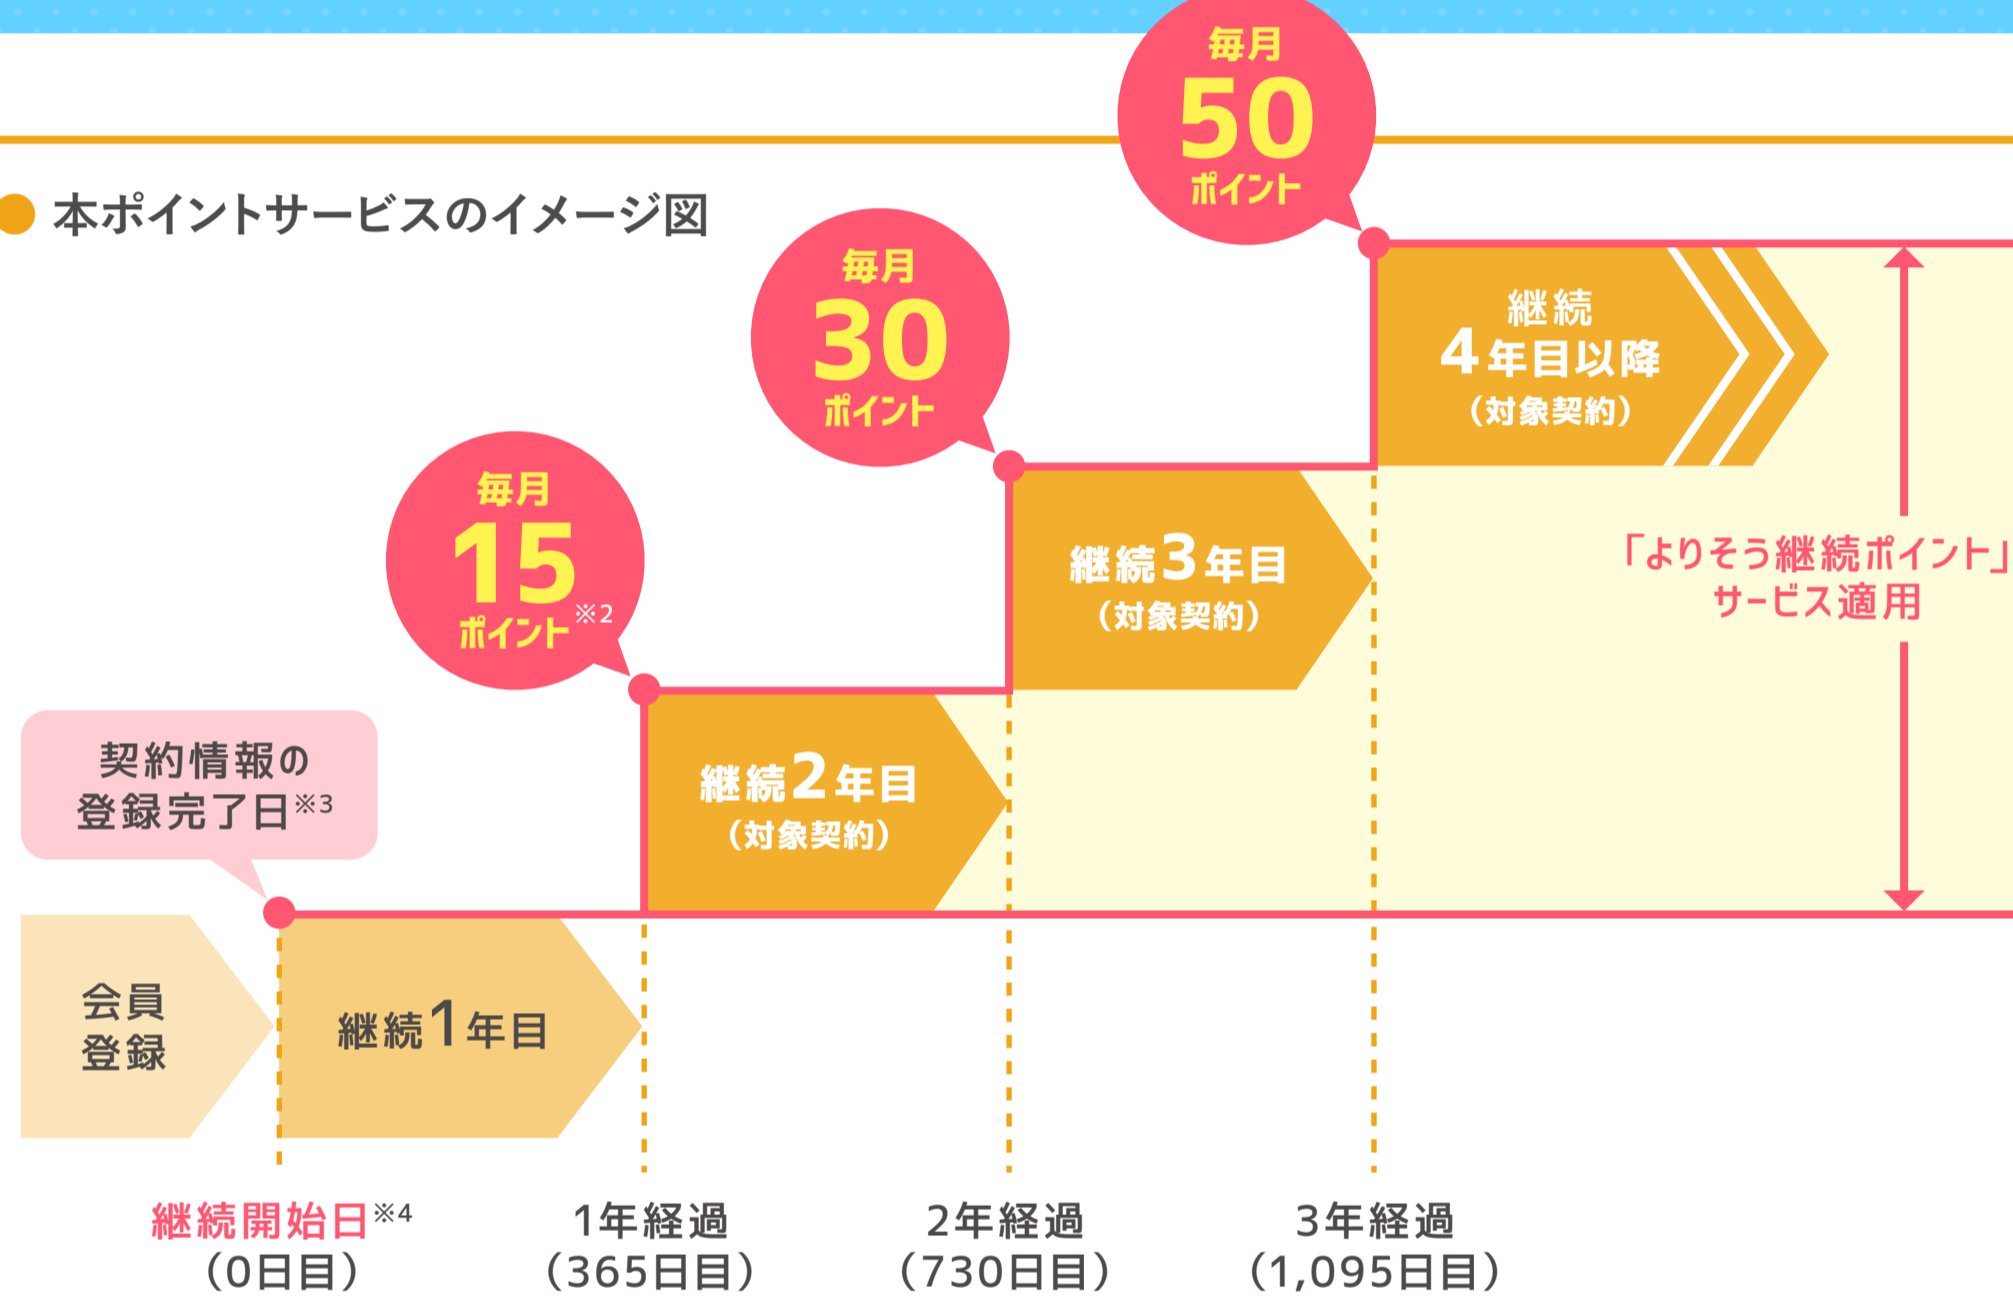 本ポイントサービスのイメージ図
毎月
50
ポイント
毎月
30
ポイント
毎月
15
ポイント※2
継続
4年目以降
（対象契約）
継続3年目
（対象契約）
継続2年目
（対象契約）
「よりそう継続ポイント」
サービス適用
契約情報の
登録完了日※3
会員
登録
継続1年目
継続開始日※4
（0日目）
1年経過
（365日目）
2年経過
（730日目）
3年経過
（1,095日目）